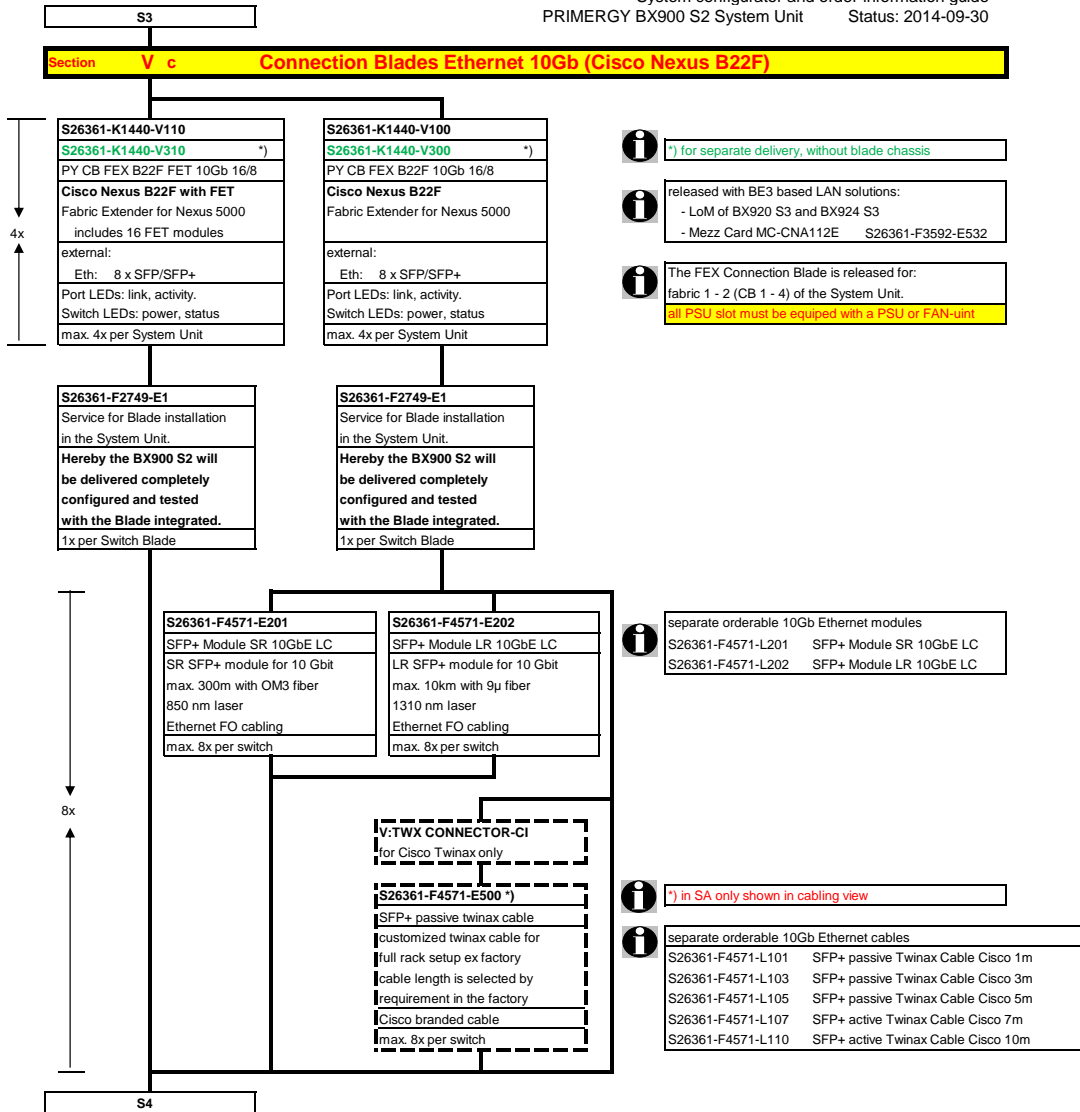 System configurator and order information guide
PRIMERGY BX900 S2 System Unit Status: 2014-09-30
S3
Section V c Connection Blades Ethernet 10Gb (Cisco Nexus B22F)
S26361-K1440-V110
S26361-K1440-V310 *)
PY CB FEX B22F FET 10Gb 16/8
Cisco Nexus B22F with FET
Fabric Extender for Nexus 5000
includes 16 FET modules
external:
Eth: 8 x SFP/SFP+
Port LEDs: link, activity.
Switch LEDs: power, status
max. 4x per System Unit
S26361-K1440-V100
S26361-K1440-V300 *)
PY CB FEX B22F 10Gb 16/8
Cisco Nexus B22F
Fabric Extender for Nexus 5000
external:
Eth: 8 x SFP/SFP+
Port LEDs: link, activity.
Switch LEDs: power, status
max. 4x per System Unit
*) for separate delivery, without blade chassis
released with BE3 based LAN solutions:
- LoM of BX920 S3 and BX924 S3
- Mezz Card MC-CNA112E S26361-F3592-E532
The FEX Connection Blade is released for:
fabric 1 - 2 (CB 1 - 4) of the System Unit.
all PSU slot must be equiped with a PSU or FAN-uint
4x
S26361-F2749-E1
Service for Blade installation
in the System Unit.
Hereby the BX900 S2 will
be delivered completely
configured and tested
with the Blade integrated.
1x per Switch Blade
S26361-F2749-E1
Service for Blade installation
in the System Unit.
Hereby the BX900 S2 will
be delivered completely
configured and tested
with the Blade integrated.
1x per Switch Blade
S26361-F4571-E201
SFP+ Module SR 10GbE LC
SR SFP+ module for 10 Gbit
max. 300m with OM3 fiber
850 nm laser
Ethernet FO cabling
max. 8x per switch
S26361-F4571-E202
SFP+ Module LR 10GbE LC
LR SFP+ module for 10 Gbit
max. 10km with 9µ fiber
1310 nm laser
Ethernet FO cabling
max. 8x per switch
separate orderable 10Gb Ethernet modules
S26361-F4571-L201 SFP+ Module SR 10GbE LC
S26361-F4571-L202 SFP+ Module LR 10GbE LC
8x
V:TWX CONNECTOR-CI
for Cisco Twinax only
S26361-F4571-E500 *)
SFP+ passive twinax cable
customized twinax cable for
full rack setup ex factory
cable length is selected by
requirement in the factory
Cisco branded cable
max. 8x per switch
*) in SA only shown in cabling view
separate orderable 10Gb Ethernet cables
S26361-F4571-L101 SFP+ passive Twinax Cable Cisco 1m
S26361-F4571-L103 SFP+ passive Twinax Cable Cisco 3m
S26361-F4571-L105 SFP+ passive Twinax Cable Cisco 5m
S26361-F4571-L107 SFP+ active Twinax Cable Cisco 7m
S26361-F4571-L110 SFP+ active Twinax Cable Cisco 10m
S4